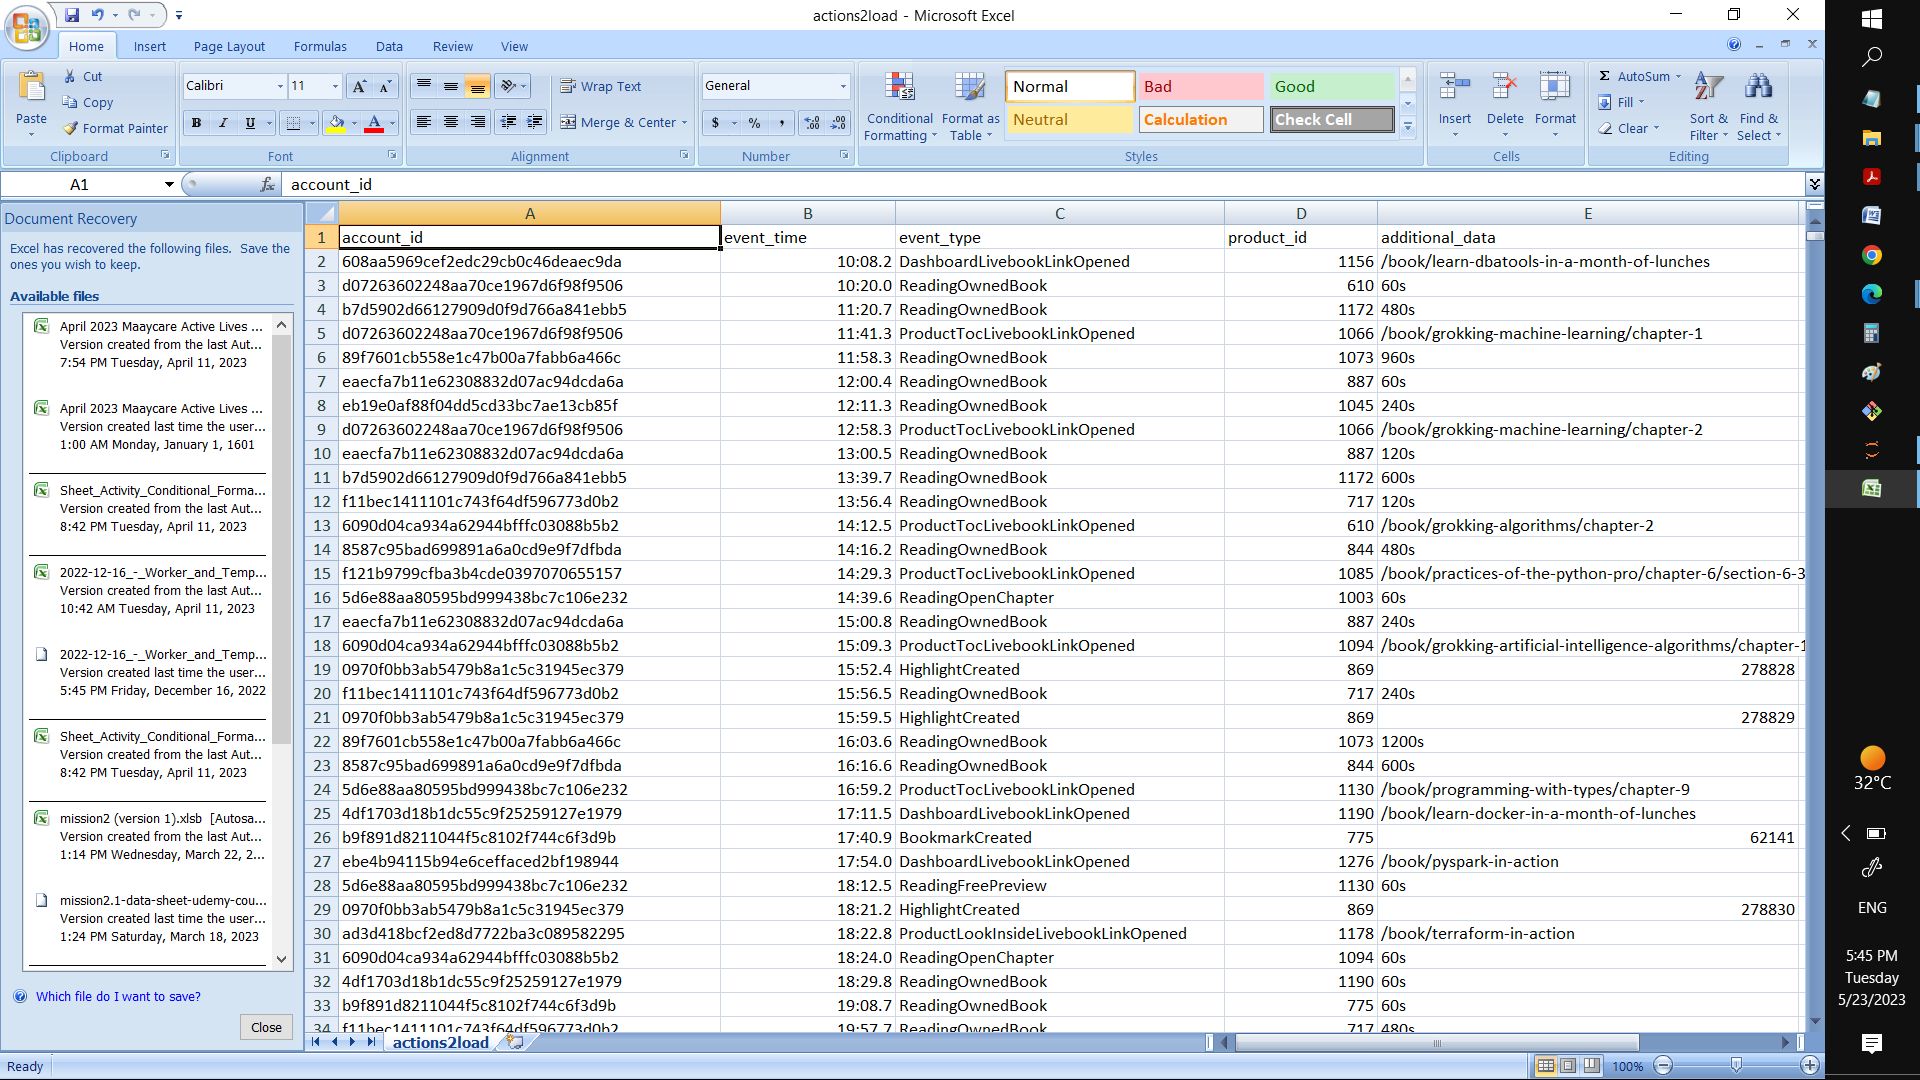 actions2load - Microsoft Excel
Home Insert Page Layout Formulas Data Review View
Paste
Cut
Copy
Format Painter
Clipboard
Calibri 11
B I U
Font
Wrap Text
Merge & Center
Alignment
General
$ % ,
Number
Conditional Formatting
Format as Table
Normal Bad Good
Neutral Calculation Check Cell
Styles
Insert Delete Format
Cells
Σ AutoSum
Fill
Clear
Sort & Filter
Find & Select
Editing
A1 fx account_id
Document Recovery
Excel has recovered the following files. Save the
ones you wish to keep.
Available files
April 2023 Maaycare Active Lives ...
Version created from the last Aut...
7:54 PM Tuesday, April 11, 2023
April 2023 Maaycare Active Lives ...
Version created last time the user...
1:00 AM Monday, January 1, 1601
Sheet_Activity_Conditional_Forma...
Version created from the last Aut...
8:42 PM Tuesday, April 11, 2023
2022-12-16_-_Worker_and_Temp...
Version created from the last Aut...
10:42 AM Tuesday, April 11, 2023
2022-12-16_-_Worker_and_Temp...
Version created last time the user...
5:45 PM Friday, December 16, 2022
Sheet_Activity_Conditional_Forma...
Version created from the last Aut...
8:42 PM Tuesday, April 11, 2023
mission2 (version 1).xlsb [Autosa...
Version created from the last Aut...
1:14 PM Wednesday, March 22, 2...
mission2.1-data-sheet-udemy-cou...
Version created last time the user...
1:24 PM Saturday, March 18, 2023
Which file do I want to save?
Close
A B C D E
1 account_id event_time event_type product_id additional_data
2 608aa5969cef2edc29cb0c46deaec9da 10:08.2 DashboardLivebookLinkOpened 1156 /book/learn-dbatools-in-a-month-of-lunches
3 d07263602248aa70ce1967d6f98f9506 10:20.0 ReadingOwnedBook 610 60s
4 b7d5902d66127909d0f9d766a841ebb5 11:20.7 ReadingOwnedBook 1172 480s
5 d07263602248aa70ce1967d6f98f9506 11:41.3 ProductTocLivebookLinkOpened 1066 /book/grokking-machine-learning/chapter-1
6 89f7601cb558e1c47b00a7fabb6a466c 11:58.3 ReadingOwnedBook 1073 960s
7 eaecfa7b11e62308832d07ac94dcda6a 12:00.4 ReadingOwnedBook 887 60s
8 eb19e0af88f04dd5cd33bc7ae13cb85f 12:11.3 ReadingOwnedBook 1045 240s
9 d07263602248aa70ce1967d6f98f9506 12:58.3 ProductTocLivebookLinkOpened 1066 /book/grokking-machine-learning/chapter-2
10 eaecfa7b11e62308832d07ac94dcda6a 13:00.5 ReadingOwnedBook 887 120s
11 b7d5902d66127909d0f9d766a841ebb5 13:39.7 ReadingOwnedBook 1172 600s
12 f11bec1411101c743f64df596773d0b2 13:56.4 ReadingOwnedBook 717 120s
13 6090d04ca934a62944bfffc03088b5b2 14:12.5 ProductTocLivebookLinkOpened 610 /book/grokking-algorithms/chapter-2
14 8587c95bad699891a6a0cd9e9f7dfbda 14:16.2 ReadingOwnedBook 844 480s
15 f121b9799cfba3b4cde0397070655157 14:29.3 ProductTocLivebookLinkOpened 1085 /book/practices-of-the-python-pro/chapter-6/section-6-3
16 5d6e88aa80595bd999438bc7c106e232 14:39.6 ReadingOpenChapter 1003 60s
17 eaecfa7b11e62308832d07ac94dcda6a 15:00.8 ReadingOwnedBook 887 240s
18 6090d04ca934a62944bfffc03088b5b2 15:09.3 ProductTocLivebookLinkOpened 1094 /book/grokking-artificial-intelligence-algorithms/chapter-1
19 0970f0bb3ab5479b8a1c5c31945ec379 15:52.4 HighlightCreated 869 278828
20 f11bec1411101c743f64df596773d0b2 15:56.5 ReadingOwnedBook 717 240s
21 0970f0bb3ab5479b8a1c5c31945ec379 15:59.5 HighlightCreated 869 278829
22 89f7601cb558e1c47b00a7fabb6a466c 16:03.6 ReadingOwnedBook 1073 1200s
23 8587c95bad699891a6a0cd9e9f7dfbda 16:16.6 ReadingOwnedBook 844 600s
24 5d6e88aa80595bd999438bc7c106e232 16:59.2 ProductTocLivebookLinkOpened 1130 /book/programming-with-types/chapter-9
25 4df1703d18b1dc55c9f25259127e1979 17:11.5 DashboardLivebookLinkOpened 1190 /book/learn-docker-in-a-month-of-lunches
26 b9f891d8211044f5c8102f744c6f3d9b 17:40.9 BookmarkCreated 775 62141
27 ebe4b94115b94e6ceffaced2bf198944 17:54.0 DashboardLivebookLinkOpened 1276 /book/pyspark-in-action
28 5d6e88aa80595bd999438bc7c106e232 18:12.5 ReadingFreePreview 1130 60s
29 0970f0bb3ab5479b8a1c5c31945ec379 18:21.2 HighlightCreated 869 278830
30 ad3d418bcf2ed8d7722ba3c089582295 18:22.8 ProductLookInsideLivebookLinkOpened 1178 /book/terraform-in-action
31 6090d04ca934a62944bfffc03088b5b2 18:24.0 ReadingOpenChapter 1094 60s
32 4df1703d18b1dc55c9f25259127e1979 18:29.8 ReadingOwnedBook 1190 60s
33 b9f891d8211044f5c8102f744c6f3d9b 19:08.7 ReadingOwnedBook 775 60s
34 f11bec1411101c743f64df596773d0b2 19:57.7 ReadingOwnedBook 717 480s
actions2load
Ready
100%
32°C
ENG
5:45 PM
Tuesday
5/23/2023